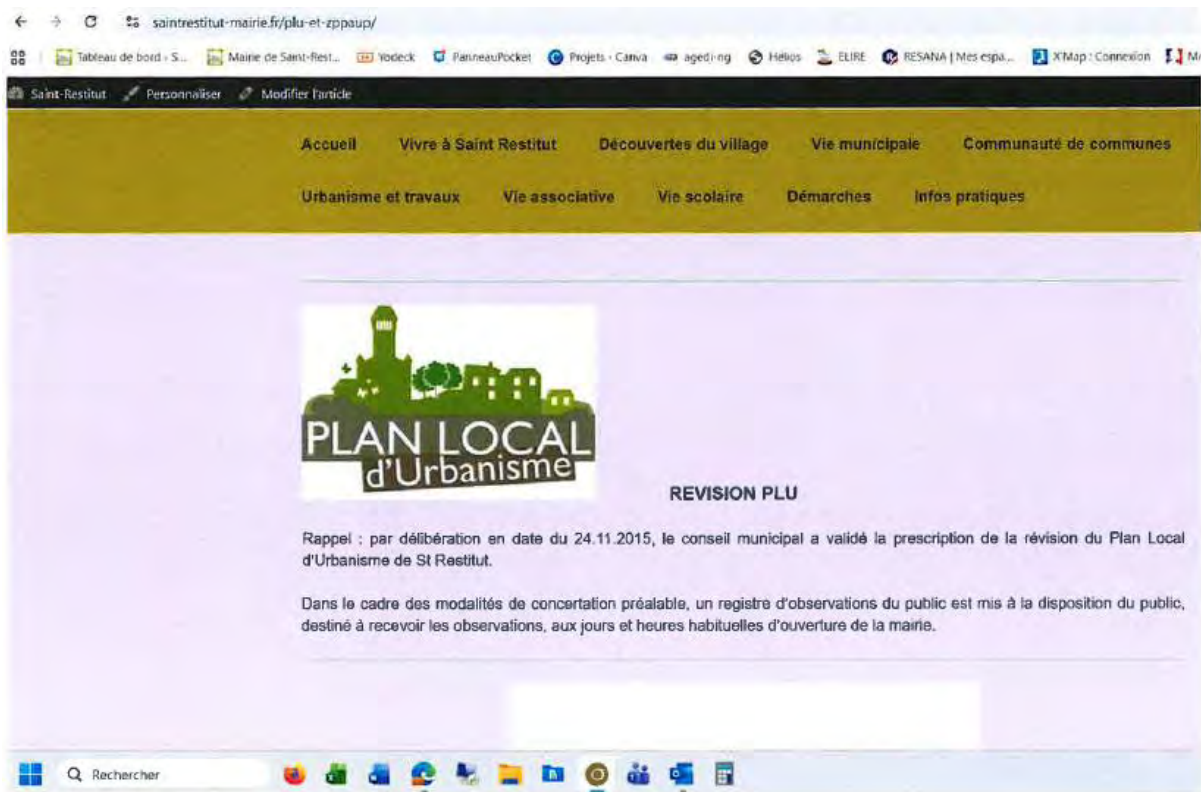 saintrestitut-mairie.fr/plu-et-zppaup/
Tableau de bord - S... Mairie de Saint-Rest... Yodeck PanneauPocket Projets - Canva agedi-ng Hélios ELIRE RESANA | Mes espa... X'Map : Connexion
Saint-Restitut Personnaliser Modifier l'article
Accueil Vivre à Saint Restitut Découvertes du village Vie municipale Communauté de communes
Urbanisme et travaux Vie associative Vie scolaire Démarches Infos pratiques
PLAN LOCAL
d'Urbanisme
REVISION PLU
Rappel : par délibération en date du 24.11.2015, le conseil municipal a validé la prescription de la révision du Plan Local
d'Urbanisme de St Restitut.
Dans le cadre des modalités de concertation préalable, un registre d'observations du public est mis à la disposition du public,
destiné à recevoir les observations, aux jours et heures habituelles d'ouverture de la mairie.
Rechercher